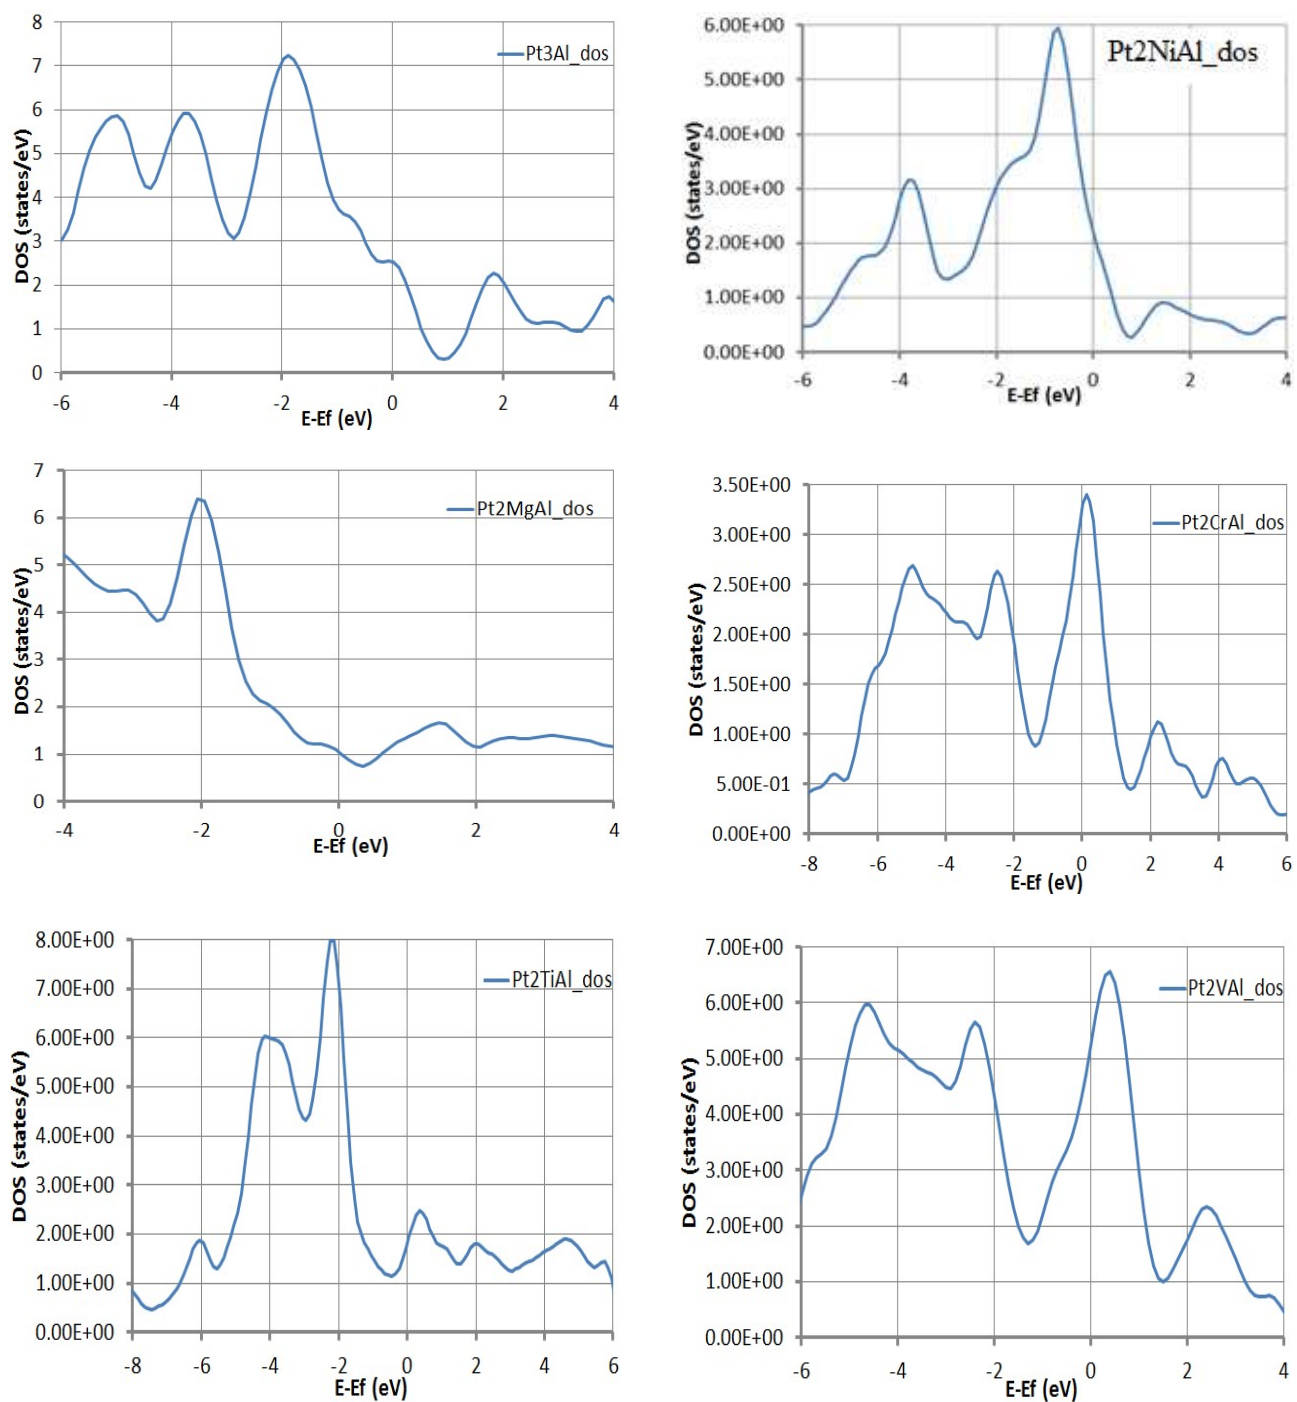 8
7
6
5
4
3
2
1
0
DOS (states/eV)
Pt3Al_dos
-6 -4 -2 0 2 4
E-Ef (eV)
6.00E+00
5.00E+00
4.00E+00
3.00E+00
2.00E+00
1.00E+00
0.00E+00
DOS (states/eV)
Pt2NiAl_dos
-6 -4 -2 0 2 4
E-Ef (eV)
7
6
5
4
3
2
1
0
DOS (states/eV)
Pt2MgAl_dos
-4 -2 0 2 4
E-Ef (eV)
3.50E+00
3.00E+00
2.50E+00
2.00E+00
1.50E+00
1.00E+00
5.00E-01
0.00E+00
DOS (states/eV)
Pt2CrAl_dos
-8 -6 -4 -2 0 2 4 6
E-Ef (eV)
8.00E+00
7.00E+00
6.00E+00
5.00E+00
4.00E+00
3.00E+00
2.00E+00
1.00E+00
0.00E+00
DOS (states/eV)
Pt2TiAl_dos
-8 -6 -4 -2 0 2 4 6
E-Ef (eV)
7.00E+00
6.00E+00
5.00E+00
4.00E+00
3.00E+00
2.00E+00
1.00E+00
0.00E+00
DOS (states/eV)
Pt2VAl_dos
-6 -4 -2 0 2 4
E-Ef (eV)